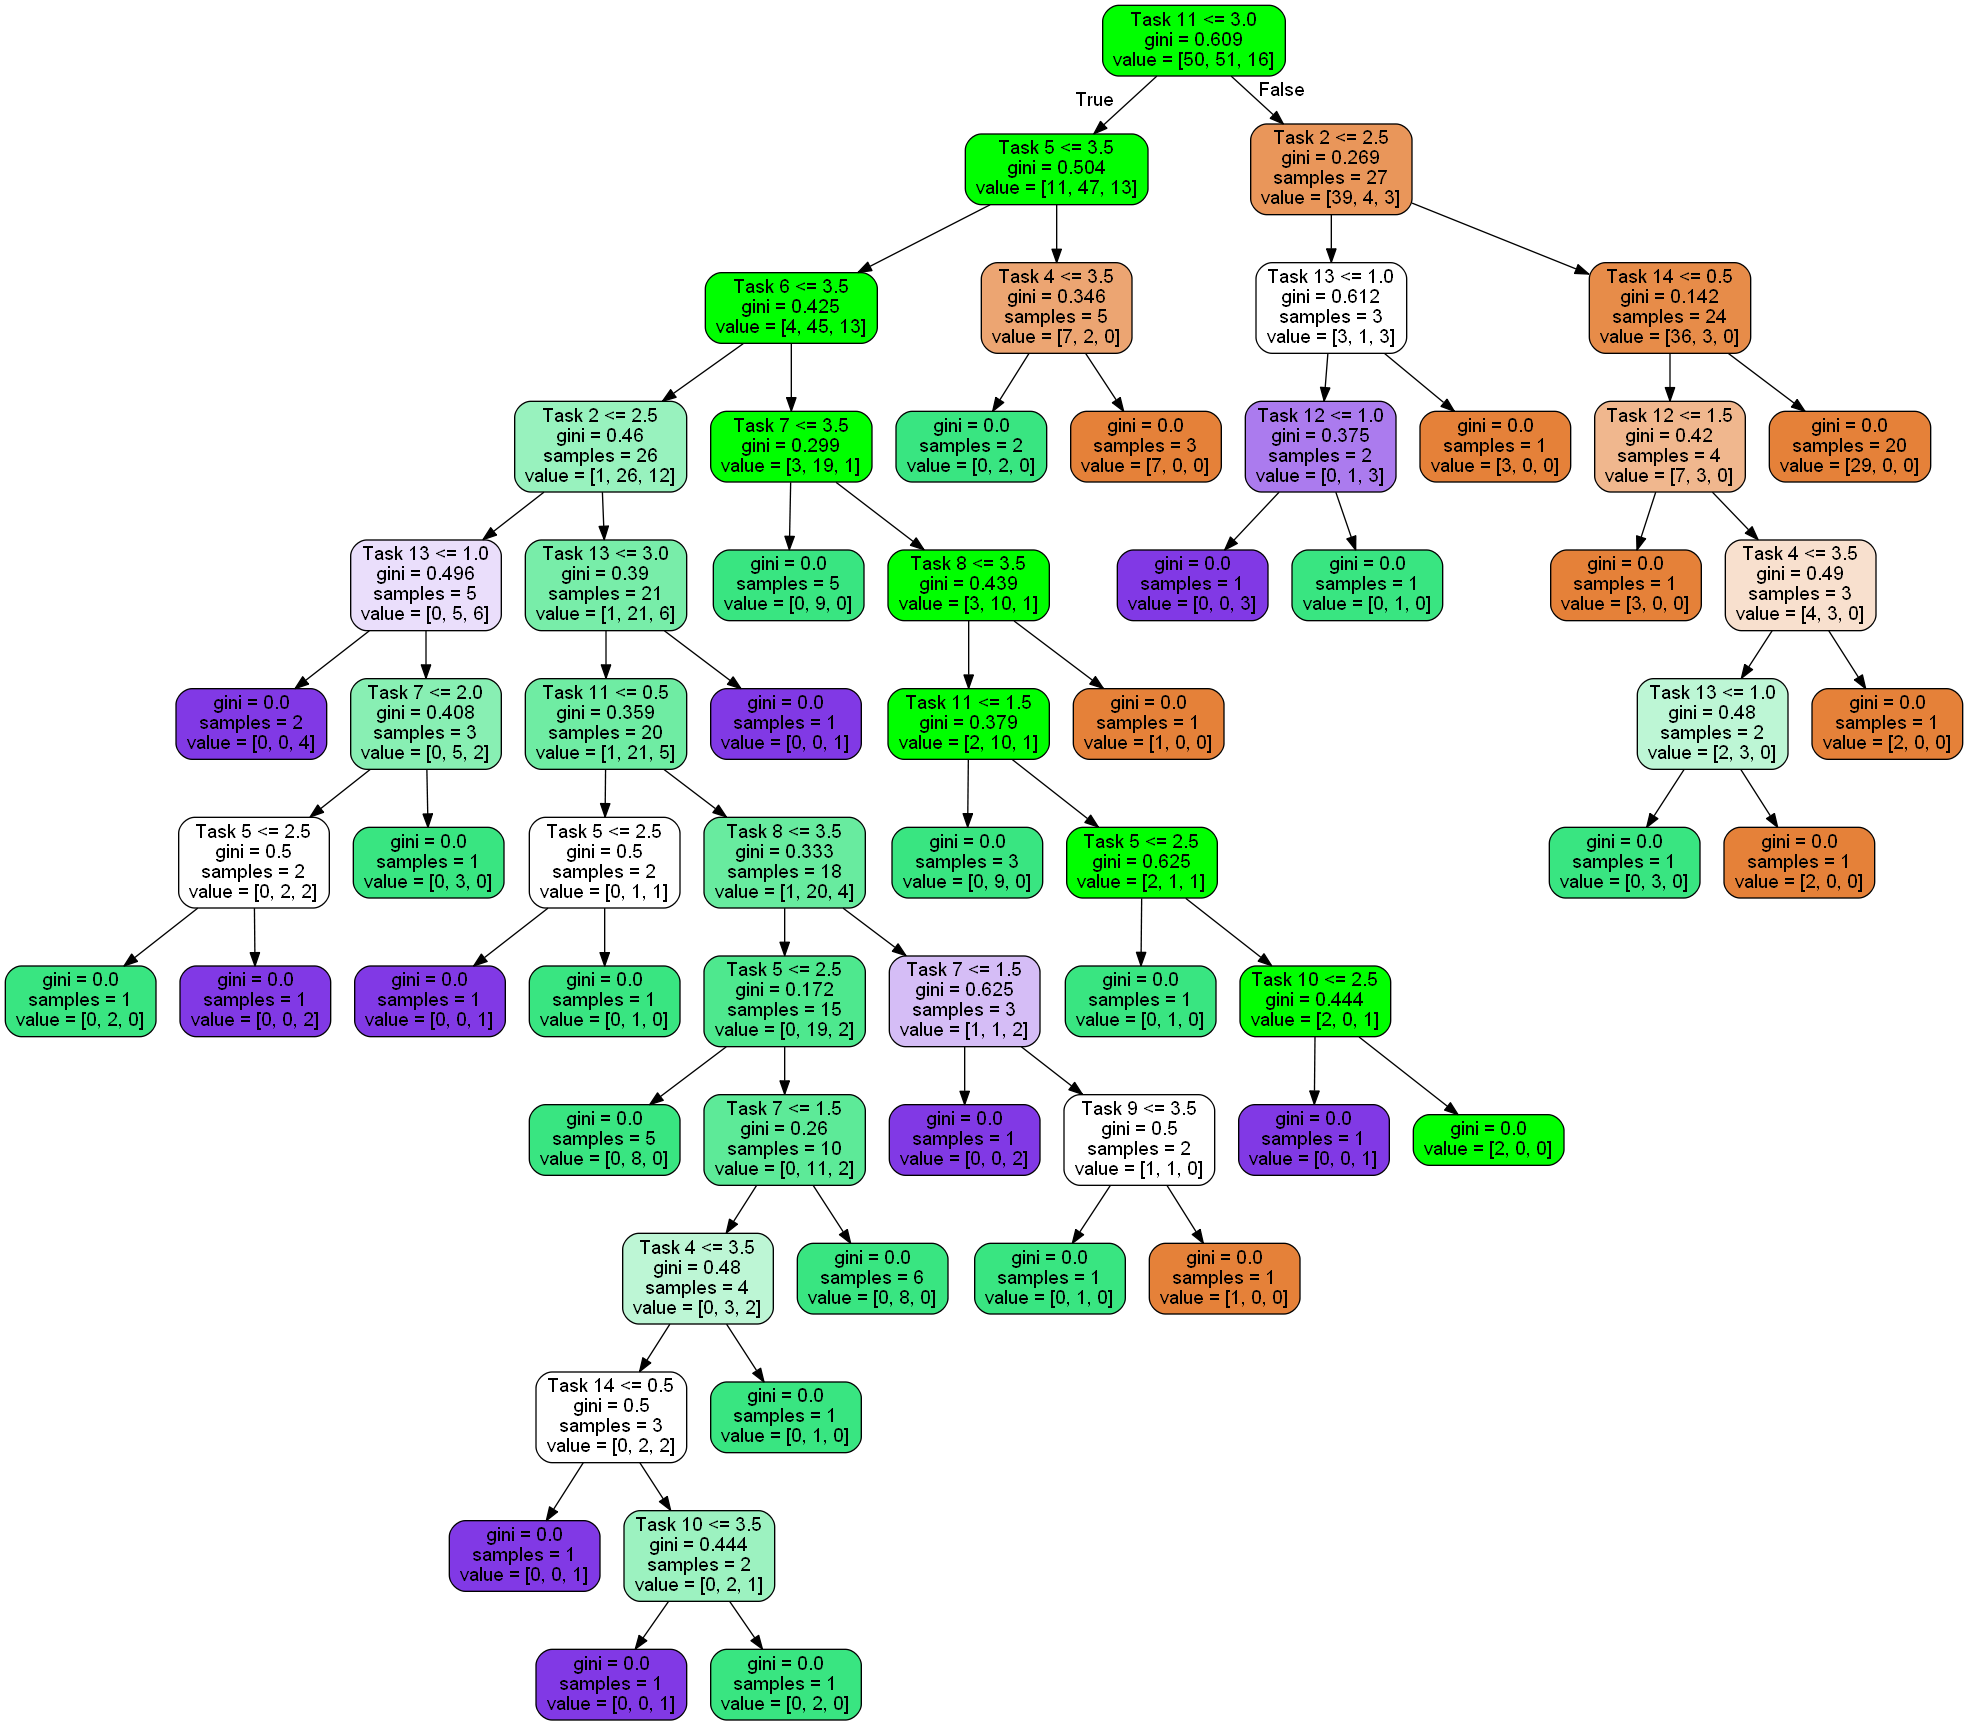 Task 11 <= 3.0
gini = 0.609
value = [50, 51, 16]
True
False
Task 5 <= 3.5
gini = 0.504
value = [11, 47, 13]
Task 2 <= 2.5
gini = 0.269
samples = 27
value = [39, 4, 3]
Task 6 <= 3.5
gini = 0.425
value = [4, 45, 13]
Task 4 <= 3.5
gini = 0.346
samples = 5
value = [7, 2, 0]
Task 13 <= 1.0
gini = 0.612
samples = 3
value = [3, 1, 3]
Task 14 <= 0.5
gini = 0.142
samples = 24
value = [36, 3, 0]
Task 2 <= 2.5
gini = 0.46
samples = 26
value = [1, 26, 12]
Task 7 <= 3.5
gini = 0.299
value = [3, 19, 1]
gini = 0.0
samples = 2
value = [0, 2, 0]
gini = 0.0
samples = 3
value = [7, 0, 0]
Task 12 <= 1.0
gini = 0.375
samples = 2
value = [0, 1, 3]
gini = 0.0
samples = 1
value = [3, 0, 0]
Task 12 <= 1.5
gini = 0.42
samples = 4
value = [7, 3, 0]
gini = 0.0
samples = 20
value = [29, 0, 0]
Task 13 <= 1.0
gini = 0.496
samples = 5
value = [0, 5, 6]
Task 13 <= 3.0
gini = 0.39
samples = 21
value = [1, 21, 6]
gini = 0.0
samples = 5
value = [0, 9, 0]
Task 8 <= 3.5
gini = 0.439
value = [3, 10, 1]
gini = 0.0
samples = 1
value = [0, 0, 3]
gini = 0.0
samples = 1
value = [0, 1, 0]
gini = 0.0
samples = 1
value = [3, 0, 0]
Task 4 <= 3.5
gini = 0.49
samples = 3
value = [4, 3, 0]
gini = 0.0
samples = 2
value = [0, 0, 4]
Task 7 <= 2.0
gini = 0.408
samples = 3
value = [0, 5, 2]
Task 11 <= 0.5
gini = 0.359
samples = 20
value = [1, 21, 5]
gini = 0.0
samples = 1
value = [0, 0, 1]
Task 11 <= 1.5
gini = 0.379
value = [2, 10, 1]
gini = 0.0
samples = 1
value = [1, 0, 0]
Task 13 <= 1.0
gini = 0.48
samples = 2
value = [2, 3, 0]
gini = 0.0
samples = 1
value = [2, 0, 0]
Task 5 <= 2.5
gini = 0.5
samples = 2
value = [0, 2, 2]
gini = 0.0
samples = 1
value = [0, 3, 0]
Task 5 <= 2.5
gini = 0.5
samples = 2
value = [0, 1, 1]
Task 8 <= 3.5
gini = 0.333
samples = 18
value = [1, 20, 4]
gini = 0.0
samples = 3
value = [0, 9, 0]
Task 5 <= 2.5
gini = 0.625
value = [2, 1, 1]
gini = 0.0
samples = 1
value = [0, 3, 0]
gini = 0.0
samples = 1
value = [2, 0, 0]
gini = 0.0
samples = 1
value = [0, 2, 0]
gini = 0.0
samples = 1
value = [0, 0, 2]
gini = 0.0
samples = 1
value = [0, 0, 1]
gini = 0.0
samples = 1
value = [0, 1, 0]
Task 5 <= 2.5
gini = 0.172
samples = 15
value = [0, 19, 2]
Task 7 <= 1.5
gini = 0.625
samples = 3
value = [1, 1, 2]
gini = 0.0
samples = 1
value = [0, 1, 0]
Task 10 <= 2.5
gini = 0.444
value = [2, 0, 1]
gini = 0.0
samples = 5
value = [0, 8, 0]
Task 7 <= 1.5
gini = 0.26
samples = 10
value = [0, 11, 2]
gini = 0.0
samples = 1
value = [0, 0, 2]
Task 9 <= 3.5
gini = 0.5
samples = 2
value = [1, 1, 0]
gini = 0.0
samples = 1
value = [0, 0, 1]
gini = 0.0
value = [2, 0, 0]
Task 4 <= 3.5
gini = 0.48
samples = 4
value = [0, 3, 2]
gini = 0.0
samples = 6
value = [0, 8, 0]
gini = 0.0
samples = 1
value = [0, 1, 0]
gini = 0.0
samples = 1
value = [1, 0, 0]
Task 14 <= 0.5
gini = 0.5
samples = 3
value = [0, 2, 2]
gini = 0.0
samples = 1
value = [0, 1, 0]
gini = 0.0
samples = 1
value = [0, 0, 1]
Task 10 <= 3.5
gini = 0.444
samples = 2
value = [0, 2, 1]
gini = 0.0
samples = 1
value = [0, 0, 1]
gini = 0.0
samples = 1
value = [0, 2, 0]